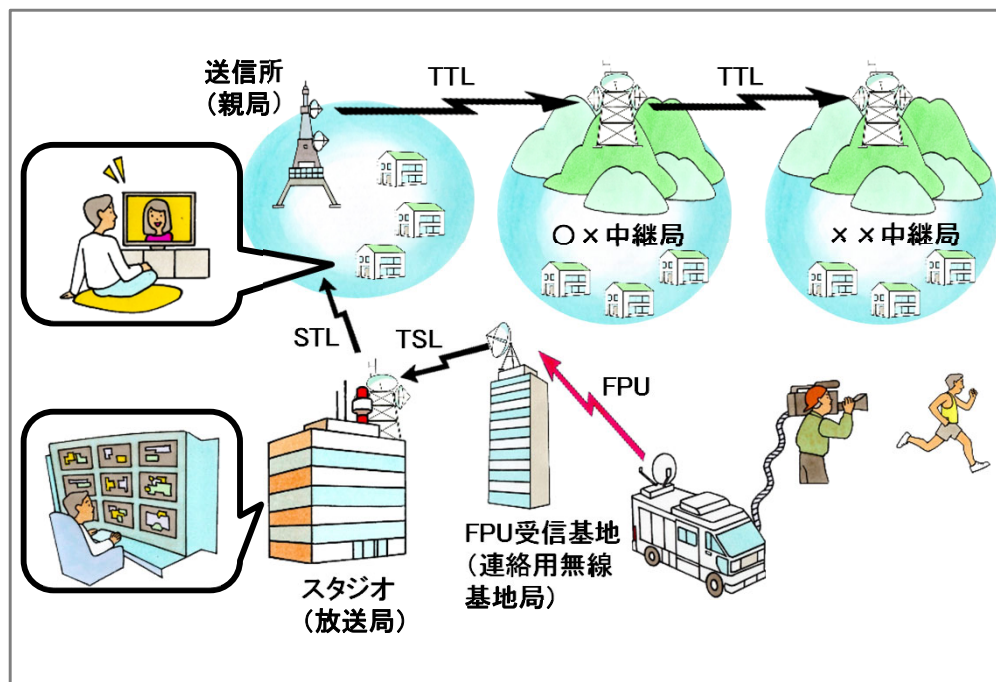 送信所
（親局）
TTL
TTL
〇×中継局
××中継局
STL
TSL
FPU
スタジオ
（放送局）
FPU受信基地
（連絡用無線
基地局）